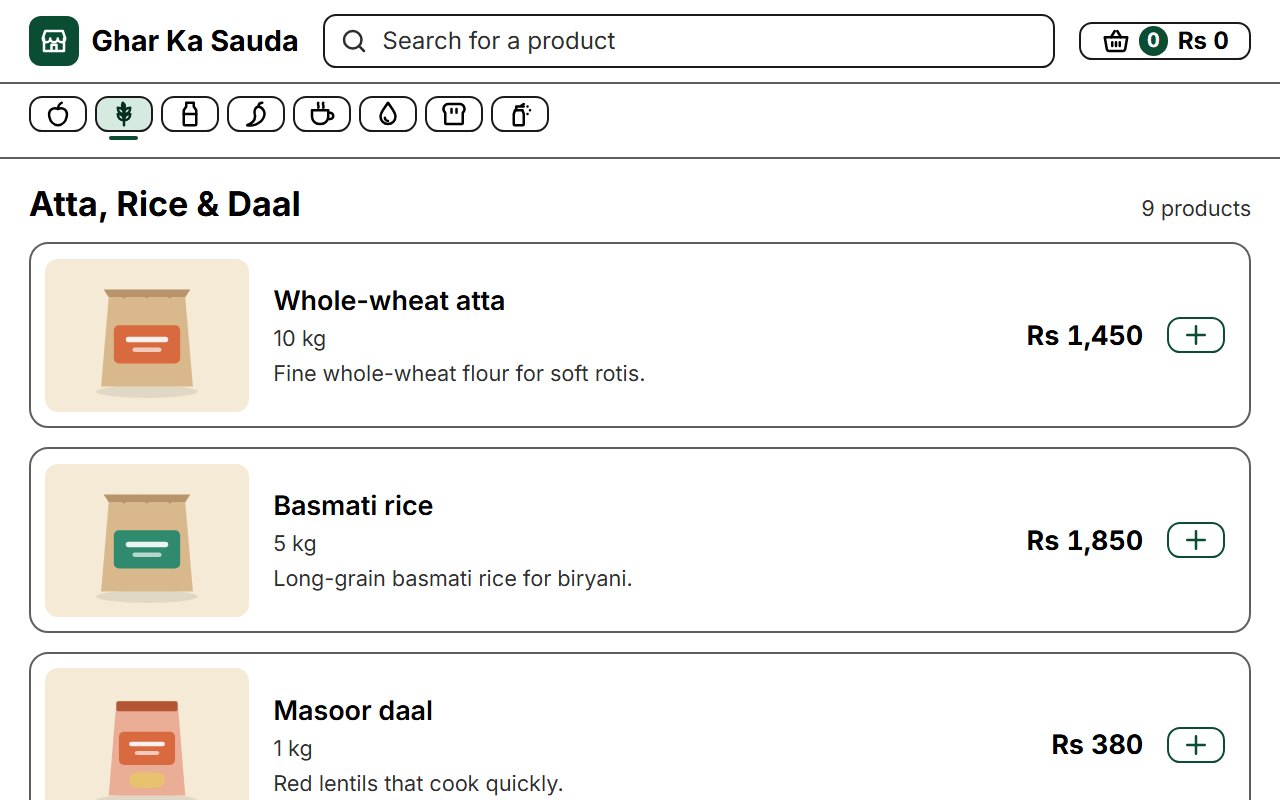 Ghar Ka Sauda
Search for a product
0 Rs 0
Atta, Rice & Daal
9 products
Whole-wheat atta
10 kg
Fine whole-wheat flour for soft rotis.
Rs 1,450
Basmati rice
5 kg
Long-grain basmati rice for biryani.
Rs 1,850
Masoor daal
1 kg
Red lentils that cook quickly.
Rs 380